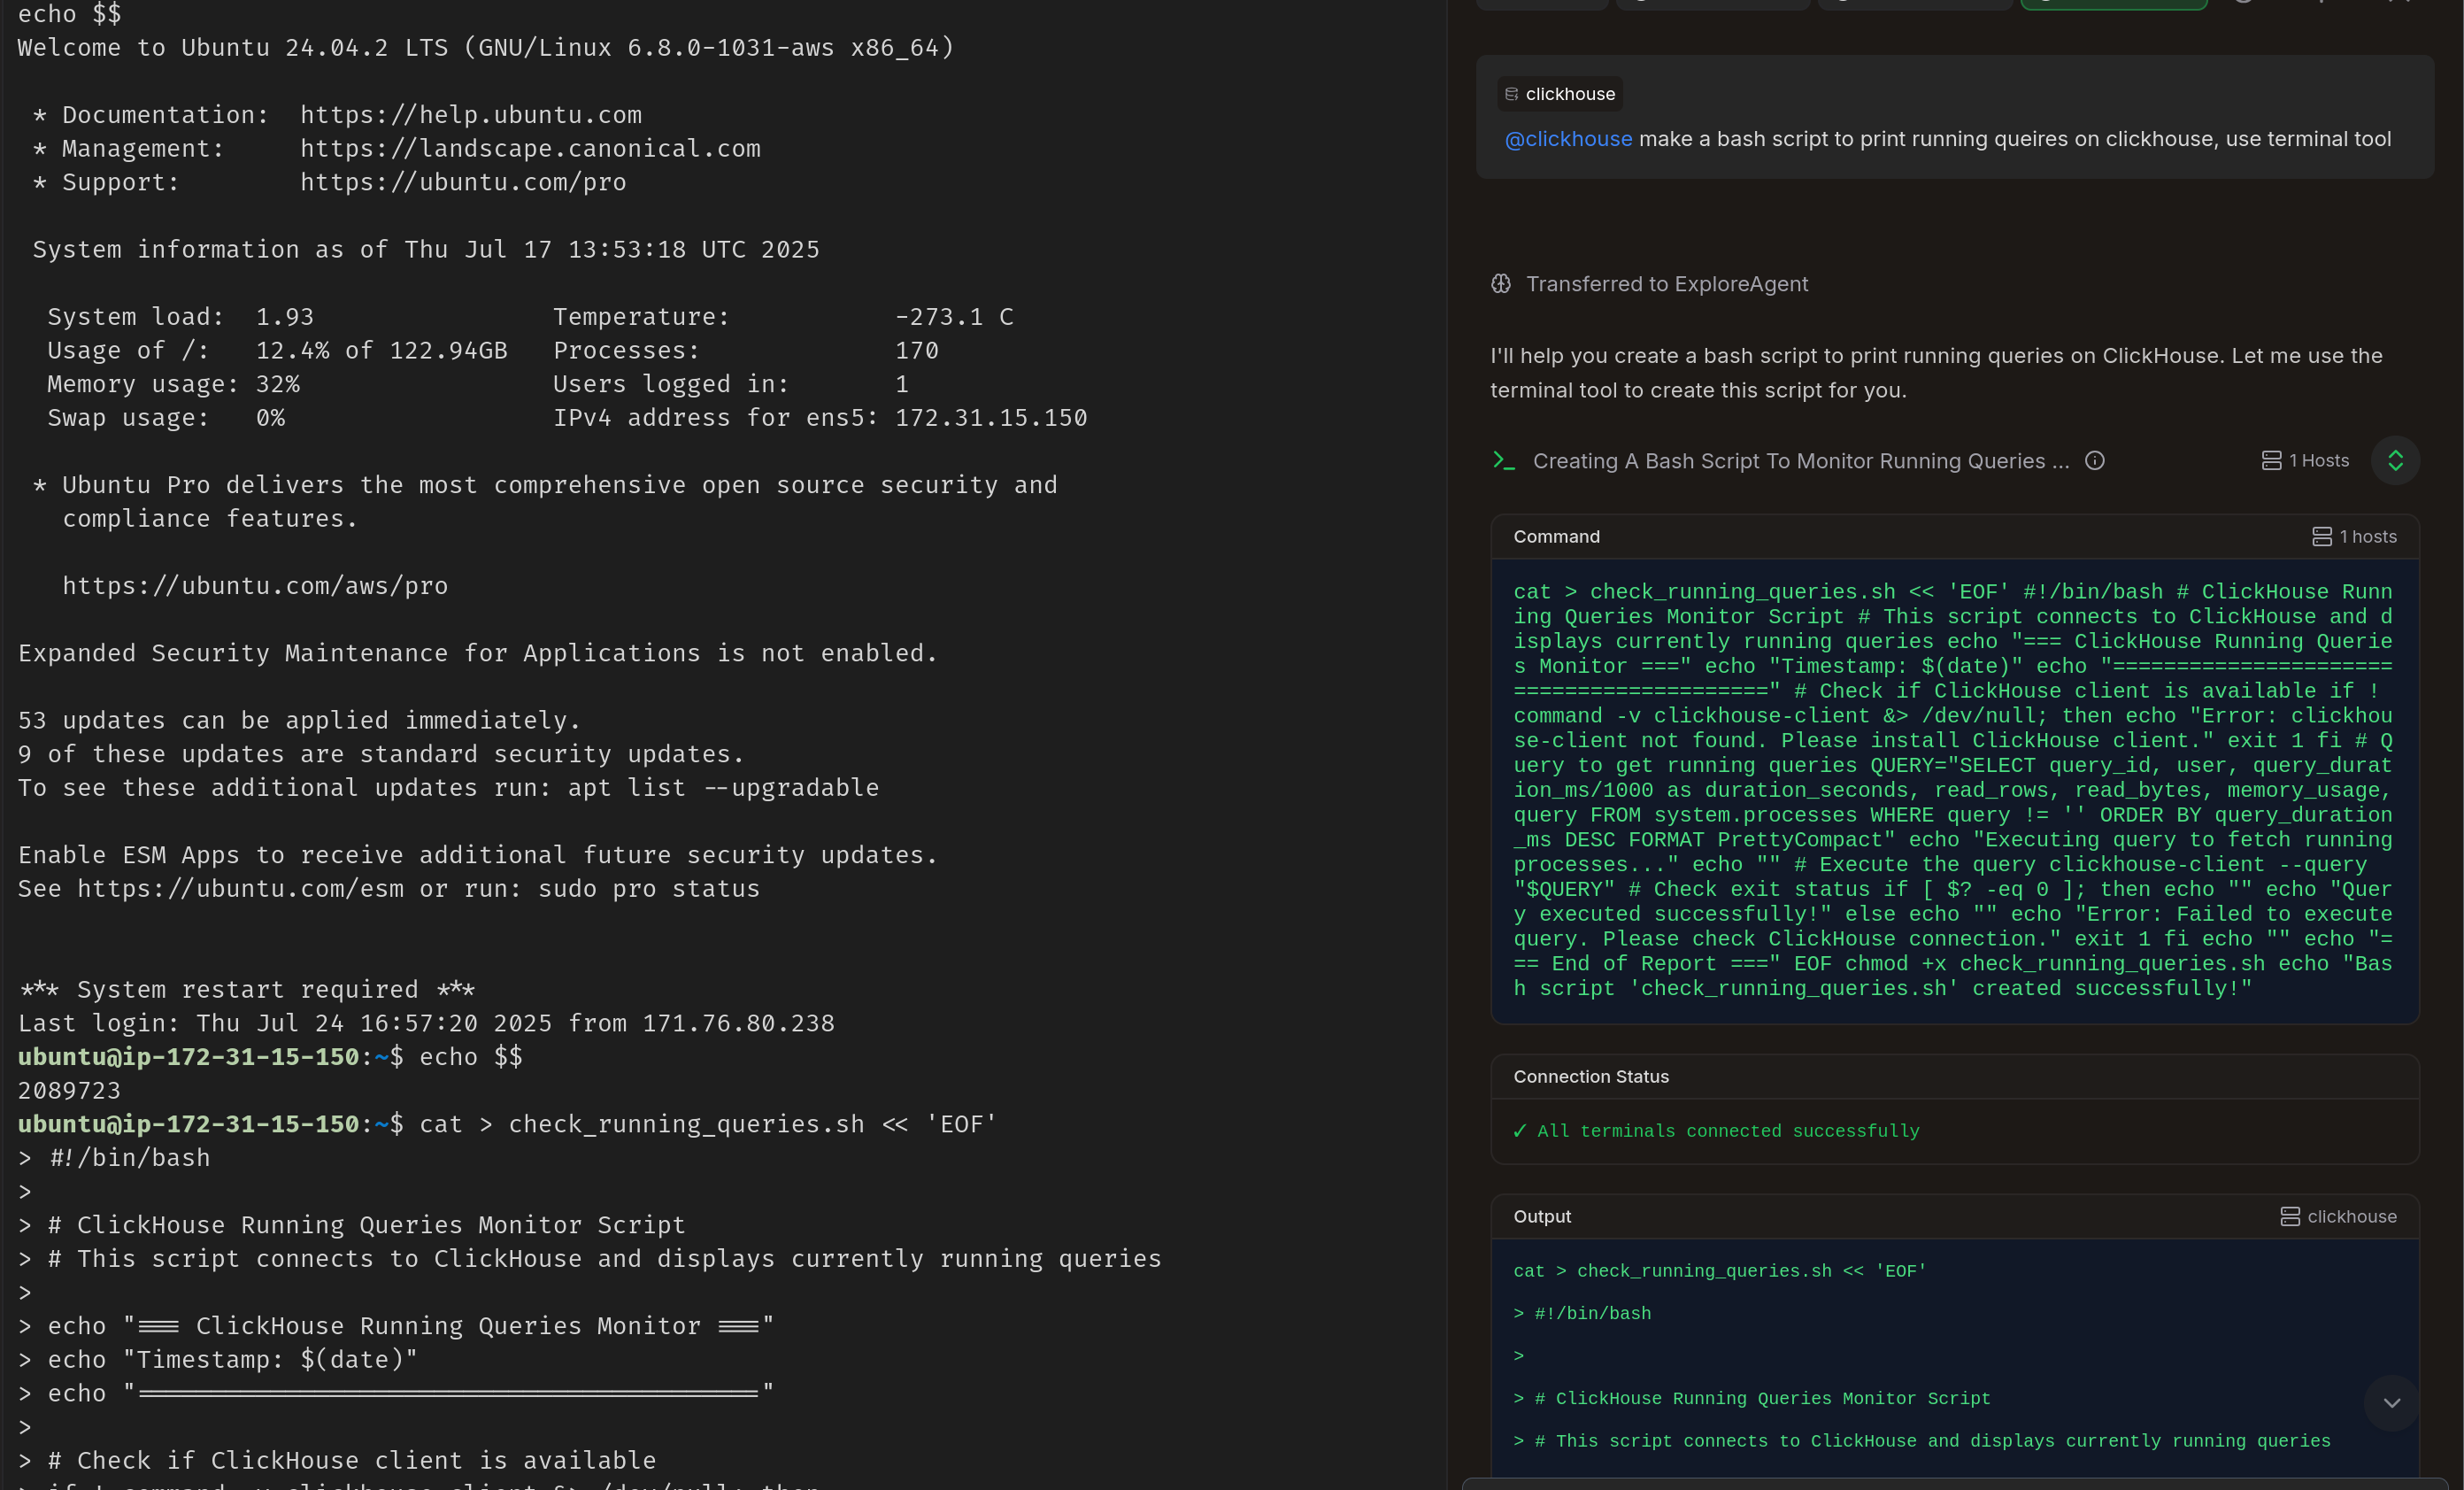 echo $$
Welcome to Ubuntu 24.04.2 LTS (GNU/Linux 6.8.0-1031-aws x86_64)
* Documentation:  https://help.ubuntu.com
* Management:     https://landscape.canonical.com
* Support:        https://ubuntu.com/pro
System information as of Thu Jul 17 13:53:18 UTC 2025
System load:  1.93                Temperature:           -273.1 C
Usage of /:   12.4% of 122.94GB   Processes:             170
Memory usage: 32%                 Users logged in:       1
Swap usage:   0%                  IPv4 address for ens5: 172.31.15.150
* Ubuntu Pro delivers the most comprehensive open source security and
compliance features.
https://ubuntu.com/aws/pro
Expanded Security Maintenance for Applications is not enabled.
53 updates can be applied immediately.
9 of these updates are standard security updates.
To see these additional updates run: apt list --upgradable
Enable ESM Apps to receive additional future security updates.
See https://ubuntu.com/esm or run: sudo pro status
*** System restart required ***
Last login: Thu Jul 24 16:57:20 2025 from 171.76.80.238
ubuntu@ip-172-31-15-150:~$ echo $$
2089723
ubuntu@ip-172-31-15-150:~$ cat > check_running_queries.sh << 'EOF'
> #!/bin/bash
>
> # ClickHouse Running Queries Monitor Script
> # This script connects to ClickHouse and displays currently running queries
>
> echo "=== ClickHouse Running Queries Monitor ==="
> echo "Timestamp: $(date)"
> echo "=========================================="
>
> # Check if ClickHouse client is available
> if ! command -v clickhouse-client &> /dev/null; then
clickhouse
@clickhouse make a bash script to print running queires on clickhouse, use terminal tool
Transferred to ExploreAgent
I'll help you create a bash script to print running queries on ClickHouse. Let me use the
terminal tool to create this script for you.
Creating A Bash Script To Monitor Running Queries ...
1 Hosts
Command
1 hosts
cat > check_running_queries.sh << 'EOF' #!/bin/bash # ClickHouse Runn
ing Queries Monitor Script # This script connects to ClickHouse and d
isplays currently running queries echo "=== ClickHouse Running Querie
s Monitor ===" echo "Timestamp: $(date)" echo "======================
====================" # Check if ClickHouse client is available if !
command -v clickhouse-client &> /dev/null; then echo "Error: clickhou
se-client not found. Please install ClickHouse client." exit 1 fi # Q
uery to get running queries QUERY="SELECT query_id, user, query_durat
ion_ms/1000 as duration_seconds, read_rows, read_bytes, memory_usage,
query FROM system.processes WHERE query != '' ORDER BY query_duration
_ms DESC FORMAT PrettyCompact" echo "Executing query to fetch running
processes..." echo "" # Execute the query clickhouse-client --query
"$QUERY" # Check exit status if [ $? -eq 0 ]; then echo "" echo "Quer
y executed successfully!" else echo "" echo "Error: Failed to execute
query. Please check ClickHouse connection." exit 1 fi echo "" echo "=
== End of Report ===" EOF chmod +x check_running_queries.sh echo "Bas
h script 'check_running_queries.sh' created successfully!"
Connection Status
✓ All terminals connected successfully
Output
clickhouse
cat > check_running_queries.sh << 'EOF'
> #!/bin/bash
>
> # ClickHouse Running Queries Monitor Script
> # This script connects to ClickHouse and displays currently running queries